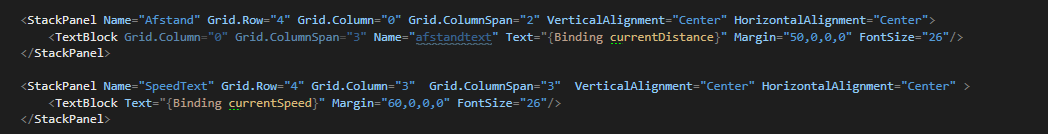 <StackPanel Name="Afstand" Grid.Row="4" Grid.Column="0" Grid.ColumnSpan="2" VerticalAlignment="Center" HorizontalAlignment="Center">
<TextBlock Grid.Column="0" Grid.ColumnSpan="3" Name="afstandtext" Text="{Binding currentDistance}" Margin="50,0,0,0" FontSize="26"/>
</StackPanel>
<StackPanel Name="SpeedText" Grid.Row="4" Grid.Column="3"  Grid.ColumnSpan="3"  VerticalAlignment="Center" HorizontalAlignment="Center" >
<TextBlock Text="{Binding currentSpeed}" Margin="60,0,0,0" FontSize="26"/>
</StackPanel>